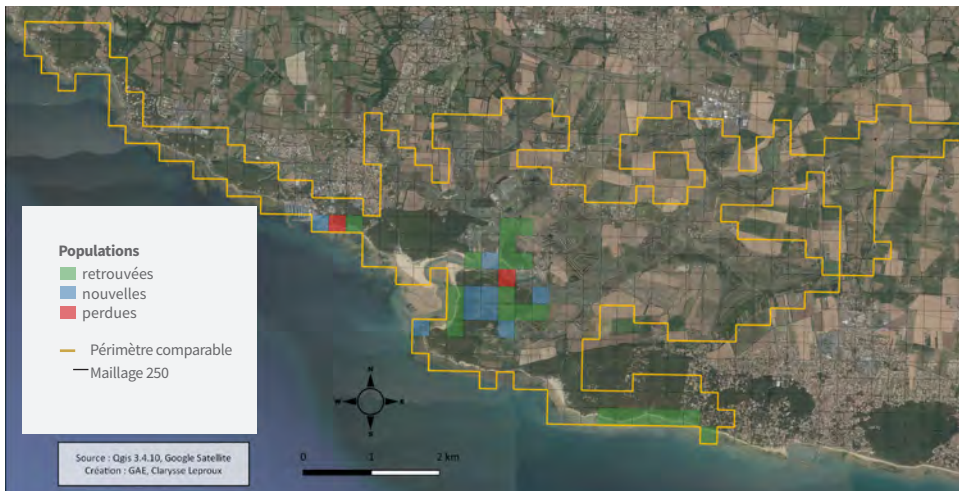 Populations
retrouvées
nouvelles
perdues
Périmètre comparable
Maillage 250
Source : Qgis 3.4.10, Google Satellite
Création : GAE, Clarysse Leproux
N
W E
S
0 1 2 km